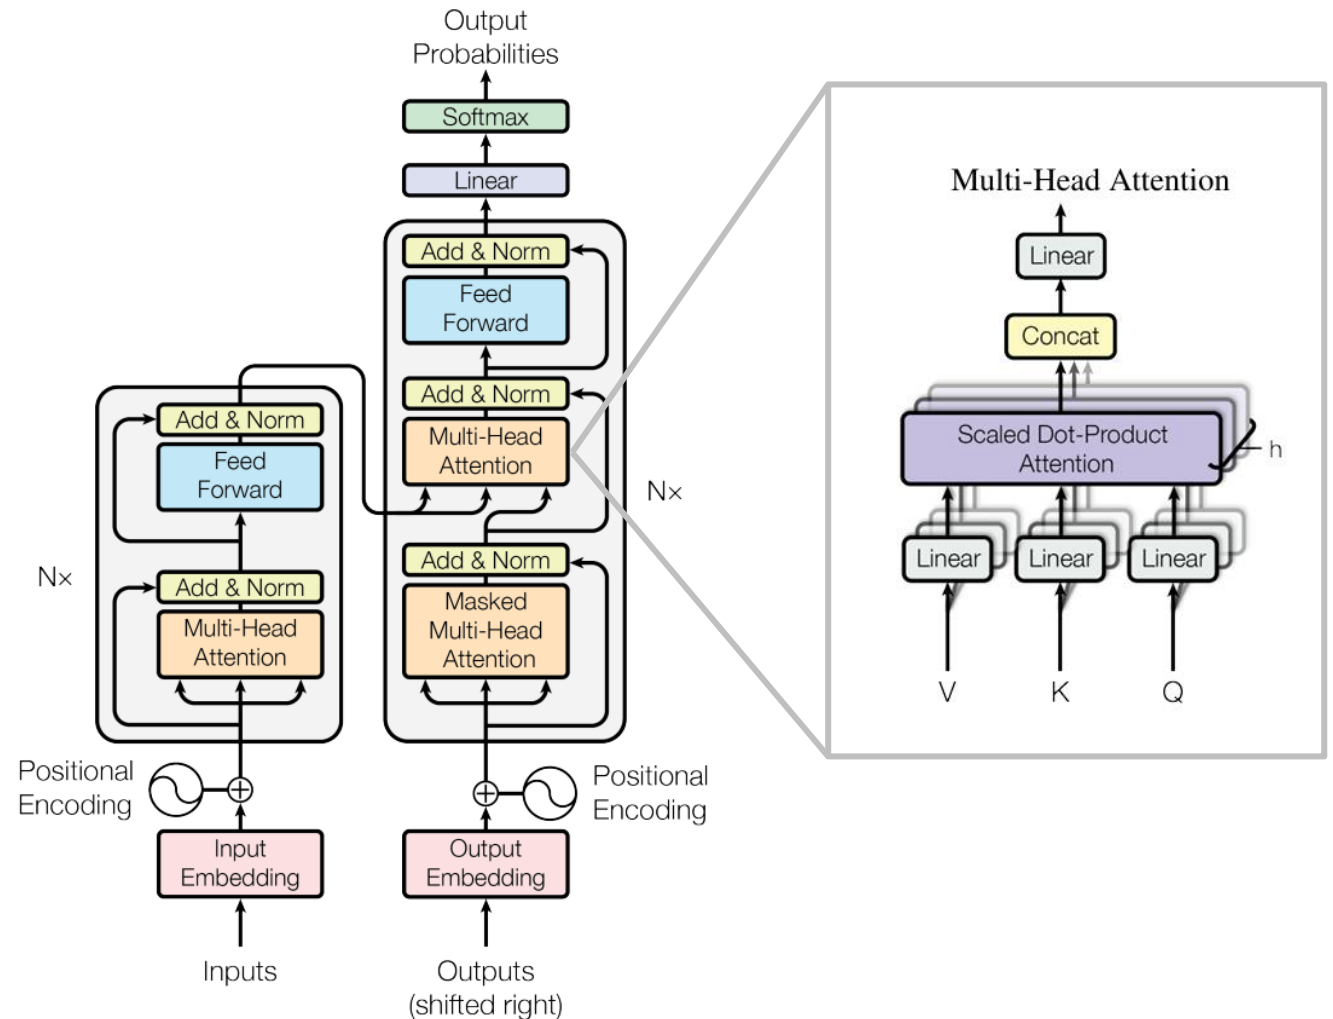 Output
Probabilities
Softmax
Linear
Add & Norm
Feed
Forward
Add & Norm
Multi-Head
Attention
Nx
Add & Norm
Masked
Multi-Head
Attention
Add & Norm
Feed
Forward
Nx
Add & Norm
Multi-Head
Attention
Positional
Encoding
Positional
Encoding
Input
Embedding
Output
Embedding
Inputs
Outputs
(shifted right)
Multi-Head Attention
Linear
Concat
Scaled Dot-Product
Attention
h
Linear
Linear
Linear
V
K
Q